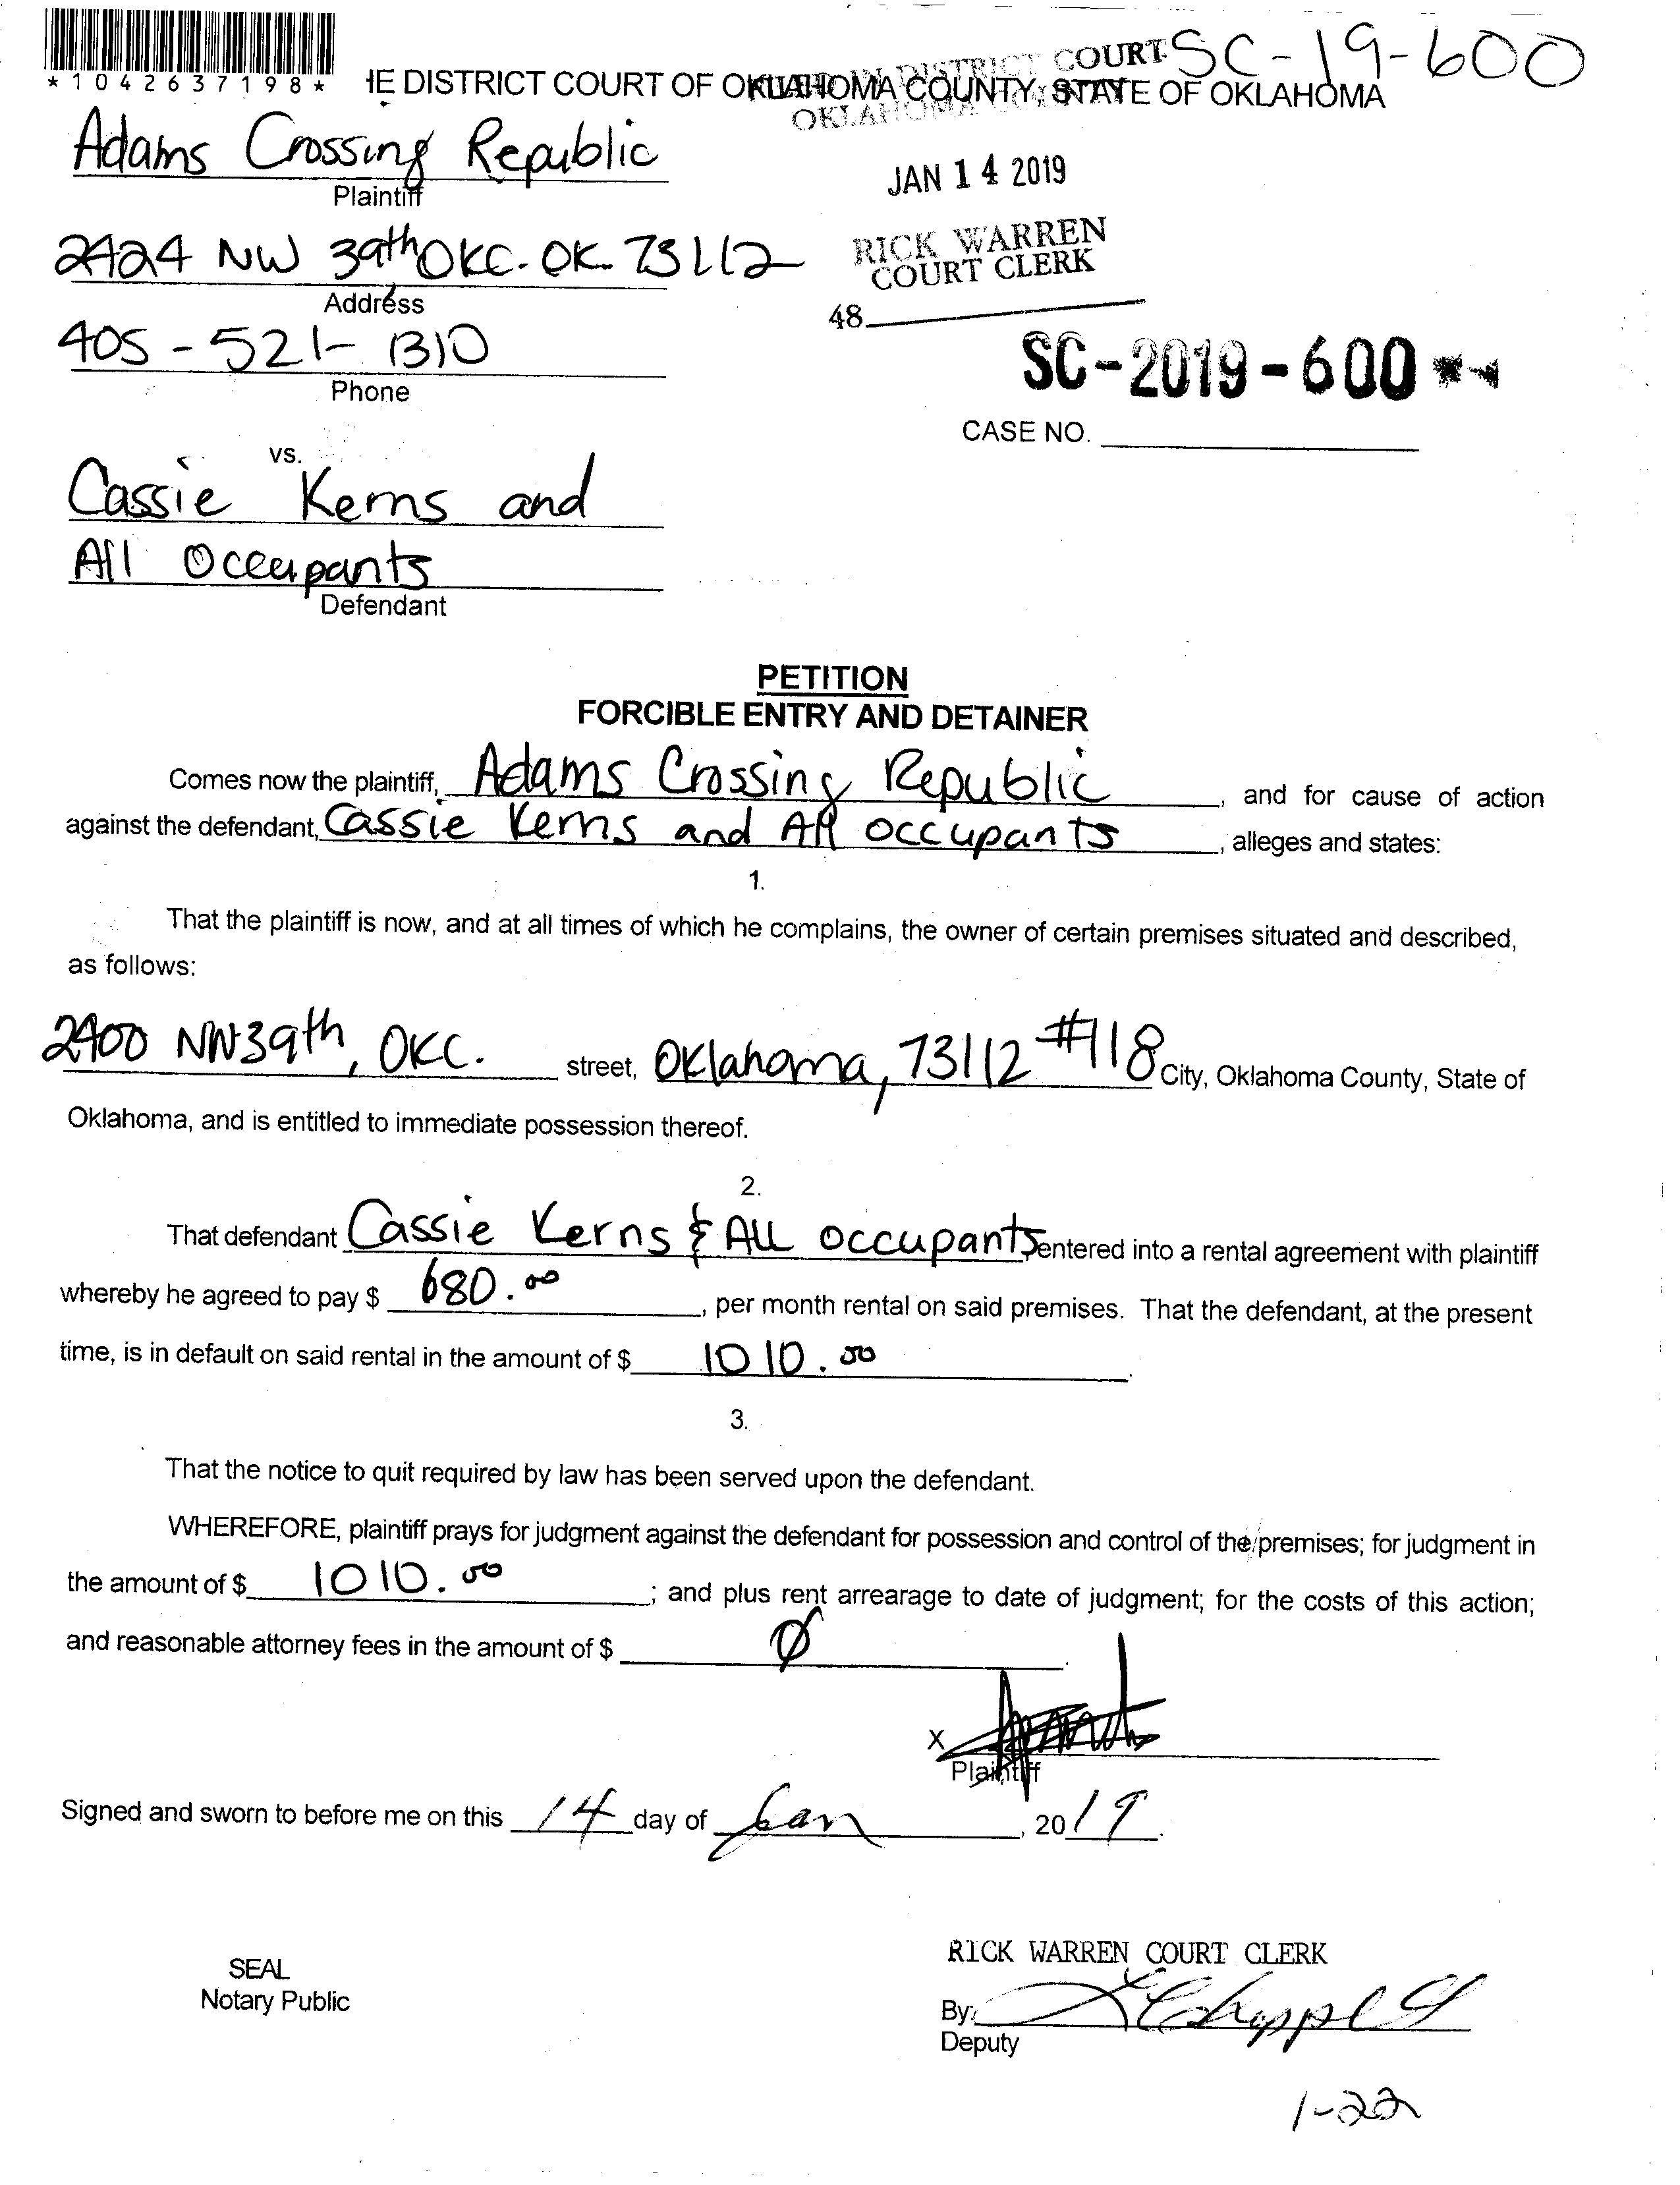 *1042637198*
SC-19-600
IN DISTRICT COURT
HE DISTRICT COURT OF OKLAHOMA COUNTY, STATE OF OKLAHOMA
OKLAHOMA COUNTY
Adams Crossing Republic
Plaintiff
JAN 14 2019
2424 NW 39th OKC. OK. 73112
Address
RICK WARREN
COURT CLERK
48
405-521-1310
Phone
SC-2019-600**
CASE NO.
vs.
Cassie Kerns and
All Occupants
Defendant
PETITION
FORCIBLE ENTRY AND DETAINER
Comes now the plaintiff, Adams Crossing Republic, and for cause of action
against the defendant, Cassie Kerns and All occupants, alleges and states:
1.
That the plaintiff is now, and at all times of which he complains, the owner of certain premises situated and described,
as follows:
2400 NW 39th, OKC. street, Oklahoma, 73112 #118 City, Oklahoma County, State of
Oklahoma, and is entitled to immediate possession thereof.
2.
That defendant Cassie Kerns & All occupants entered into a rental agreement with plaintiff
whereby he agreed to pay $ 680.00, per month rental on said premises. That the defendant, at the present
time, is in default on said rental in the amount of $ 1010.00.
3.
That the notice to quit required by law has been served upon the defendant.
WHEREFORE, plaintiff prays for judgment against the defendant for possession and control of the premises; for judgment in
the amount of $ 1010.00; and plus rent arrearage to date of judgment; for the costs of this action;
and reasonable attorney fees in the amount of $ Ø.
X
Plaintiff
Signed and sworn to before me on this 14 day of Jan, 2019.
SEAL
Notary Public
RICK WARREN COURT CLERK
By:
Deputy
1-22